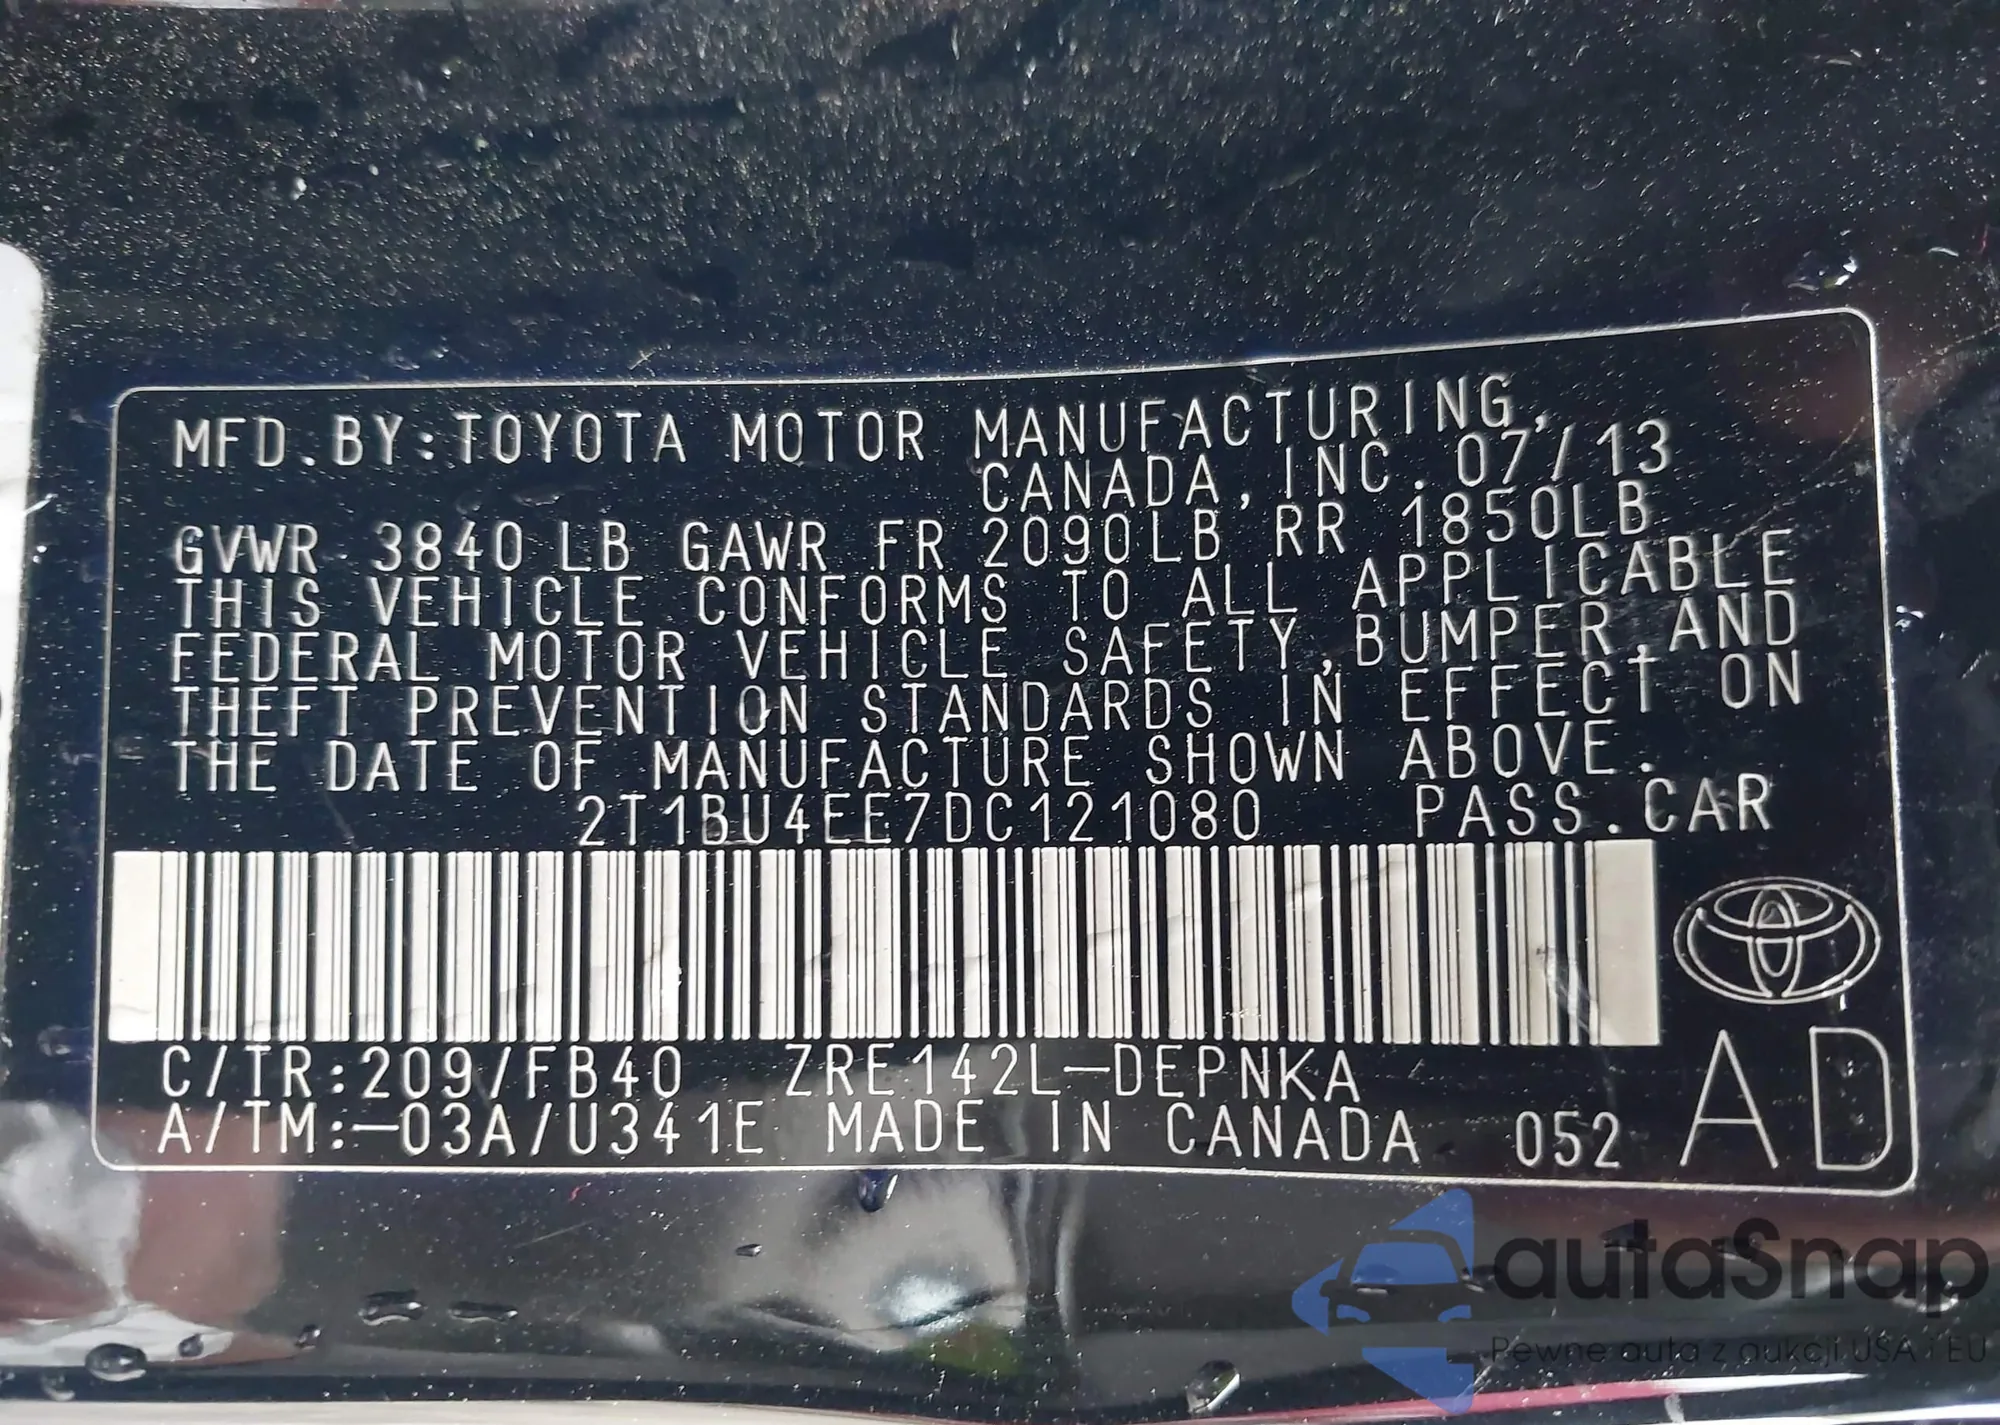 MFD.BY:TOYOTA MOTOR MANUFACTURING,
CANADA, INC. 07/13
GVWR 3840 LB GAWR FR 2090LB RR 1850LB
THIS VEHICLE CONFORMS TO ALL APPLICABLE
FEDERAL MOTOR VEHICLE SAFETY, BUMPER, AND
THEFT PREVENTION STANDARDS IN EFFECT ON
THE DATE OF MANUFACTURE SHOWN ABOVE.
2T1BU4EE7DC121080 PASS.CAR
C/TR:209/FB40 ZRE142L-DEPNKA
A/TM:-03A/U341E MADE IN CANADA 052 AD
autaSnap
Pewne auta z aukcji USA i EU